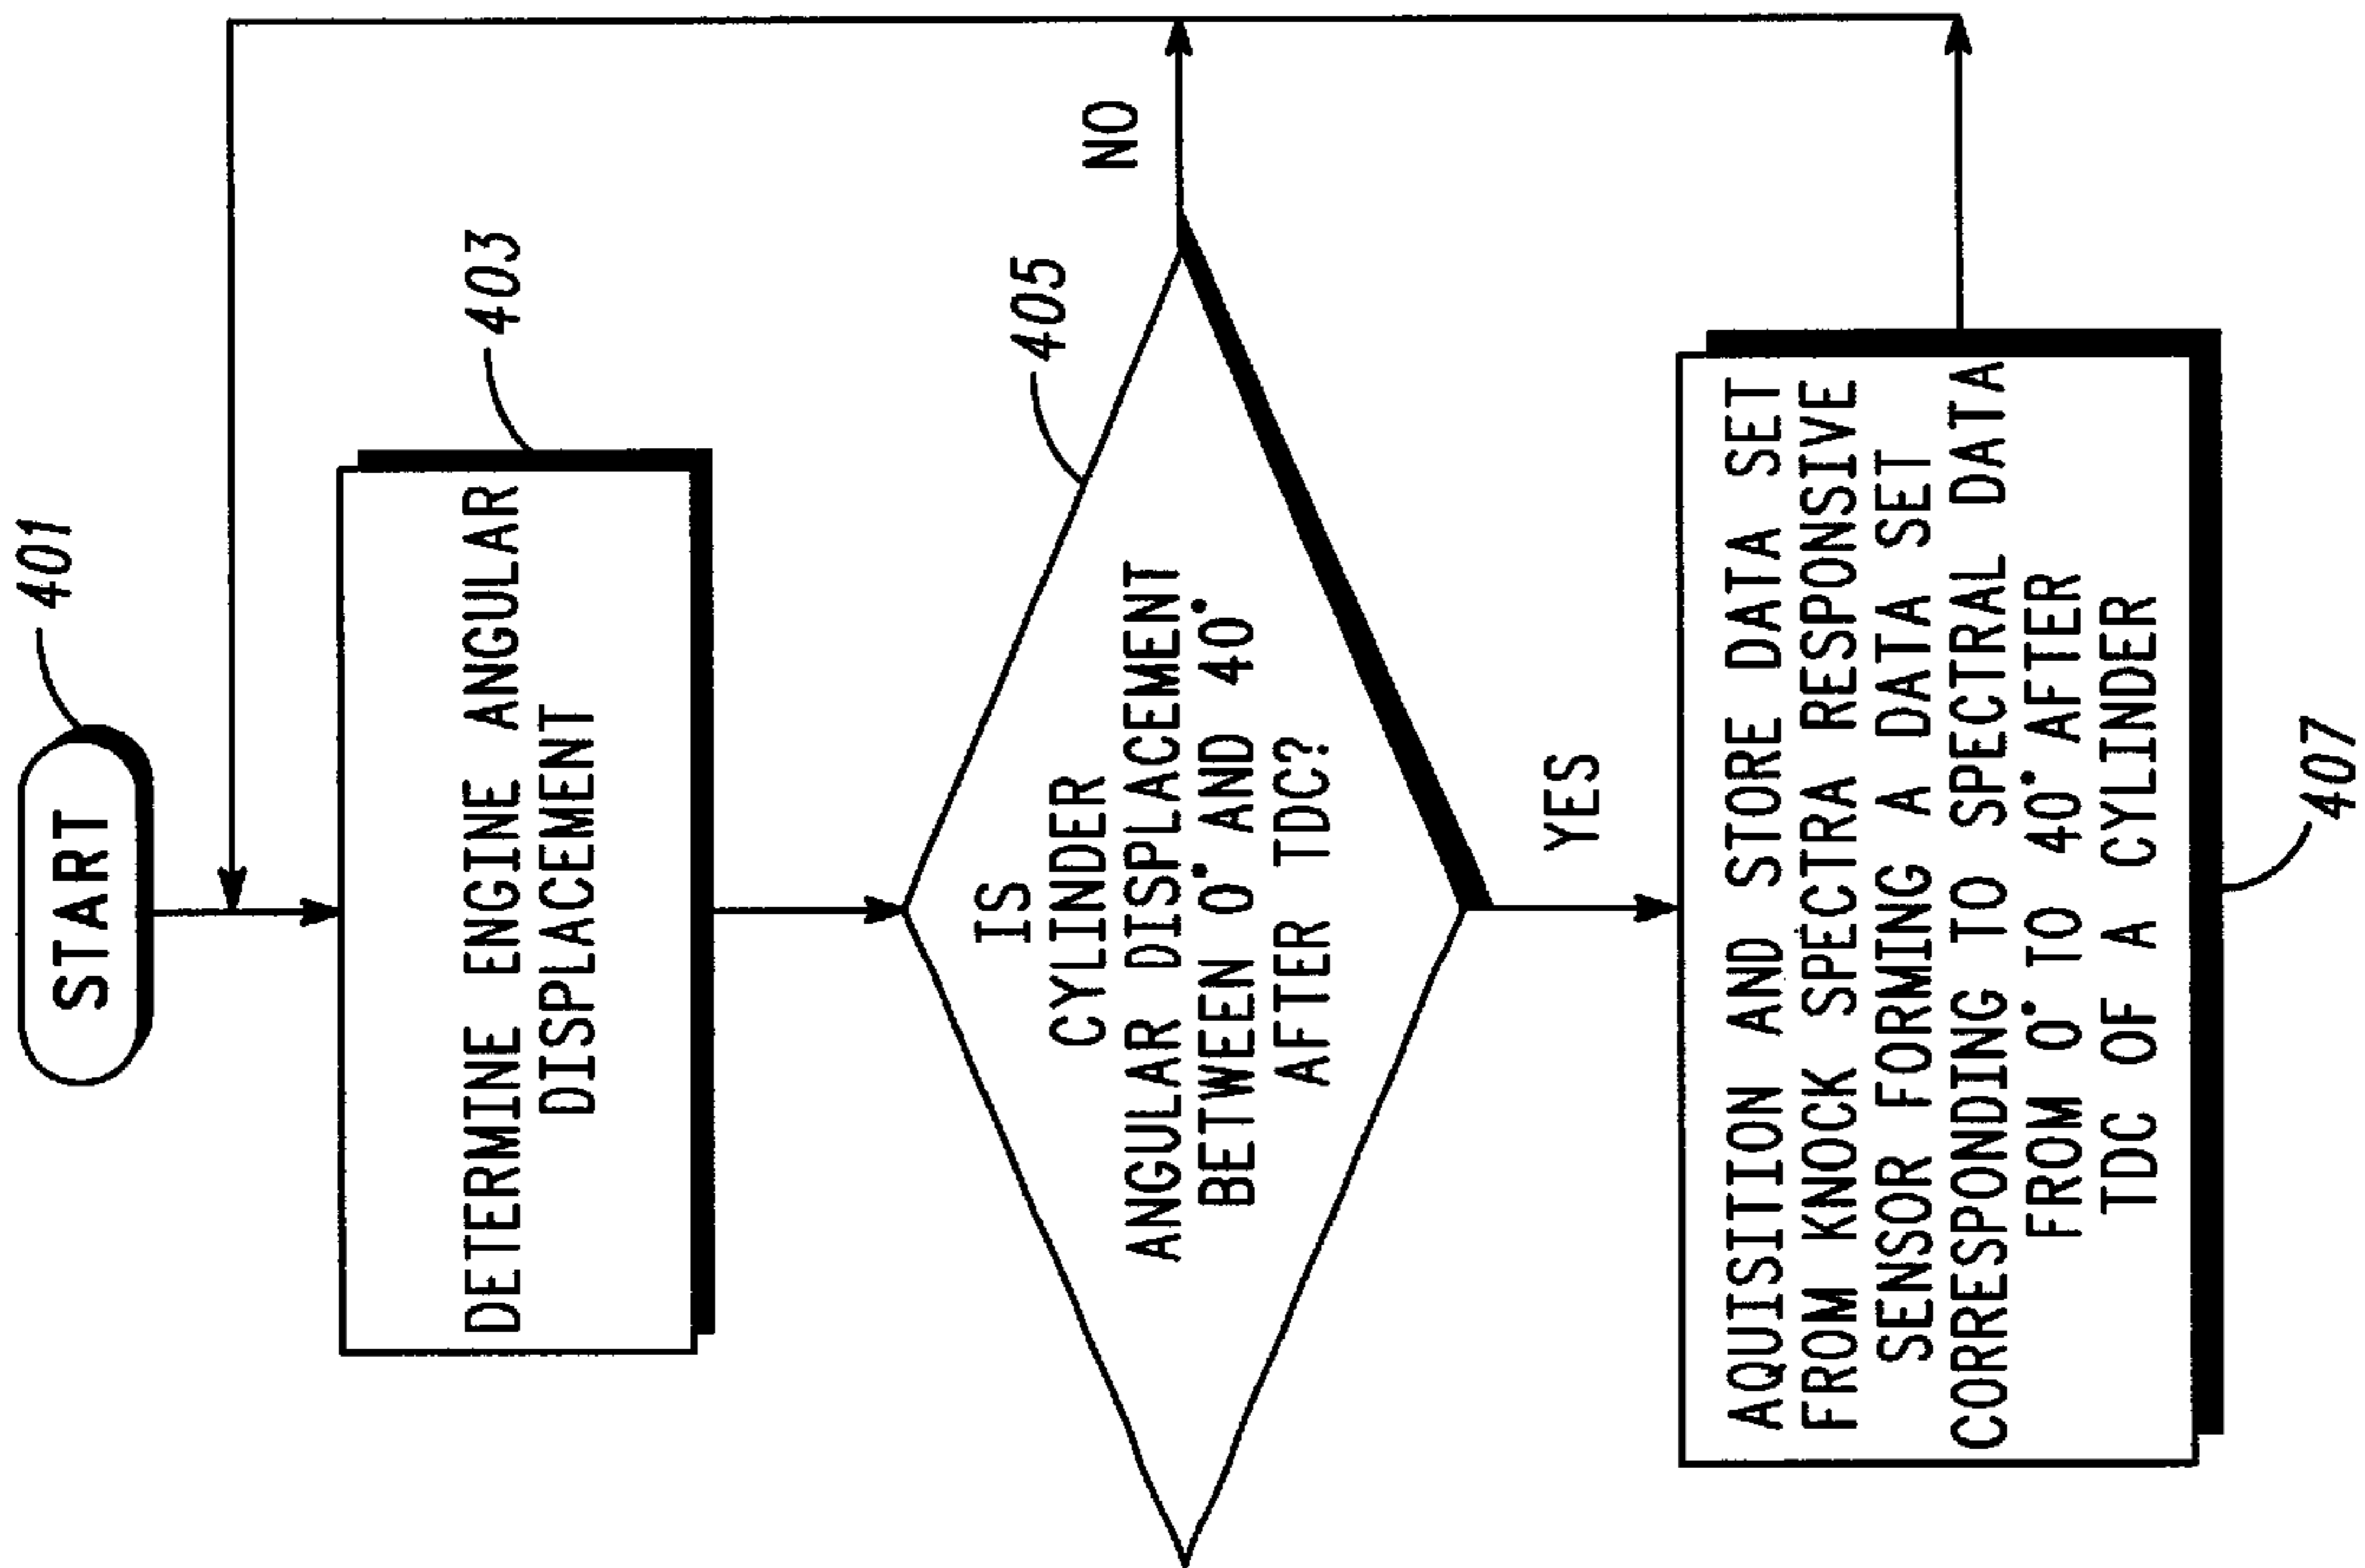 START
401
DETERMINE ENGINE ANGULAR
DISPLACEMENT
403
IS
CYLINDER
ANGULAR DISPLACEMENT
BETWEEN 0° AND 40°
AFTER TDC?
405
NO
YES
AQUISITION AND STORE DATA SET
FROM KNOCK SPECTRA RESPONSIVE
SENSOR FORMING A DATA SET
CORRESPONDING TO SPECTRAL DATA
FROM 0° TO 40° AFTER
TDC OF A CYLINDER
407